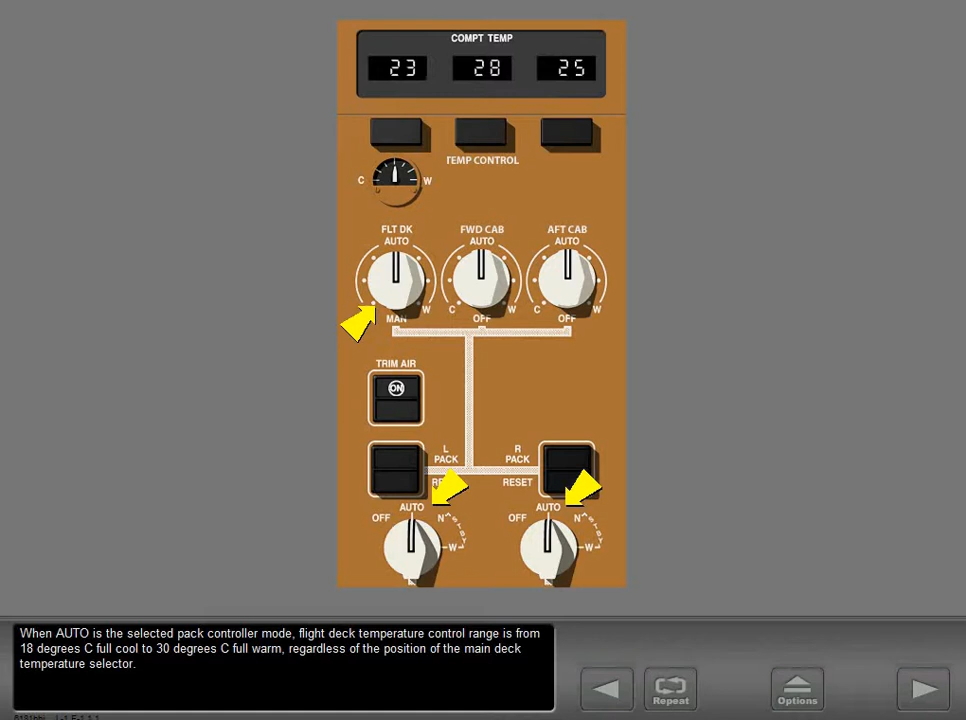 COMPT TEMP
23 28 25
TEMP CONTROL
C W
FLT DK FWD CAB AFT CAB
AUTO AUTO AUTO
W C W C W
MAN OFF OFF
TRIM AIR
ON
L R
PACK PACK
RESET
AUTO AUTO
OFF N OFF N
W W
When AUTO is the selected pack controller mode, flight deck temperature control range is from
18 degrees C full cool to 30 degrees C full warm, regardless of the position of the main deck
temperature selector.
Repeat Options